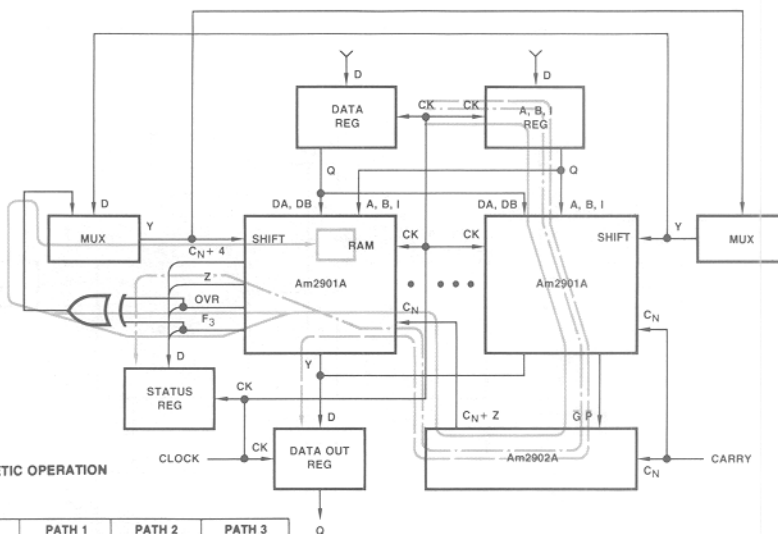 D
D
DATA
REG
CK
CK
A, B, I
REG
Q
Q
D
DA, DB
A, B, I
DA, DB
A, B, I
MUX
Y
SHIFT
RAM
CK
CK
SHIFT
Y
MUX
CN + 4
Z
Am2901A
Am2901A
OVR
CN
CN
F3
D
Y
STATUS
REG
CK
D
CN + Z
G P
CLOCK
CK
DATA OUT
REG
Am2902A
CN
CARRY
ETIC OPERATION
PATH 1
PATH 2
PATH 3
Q